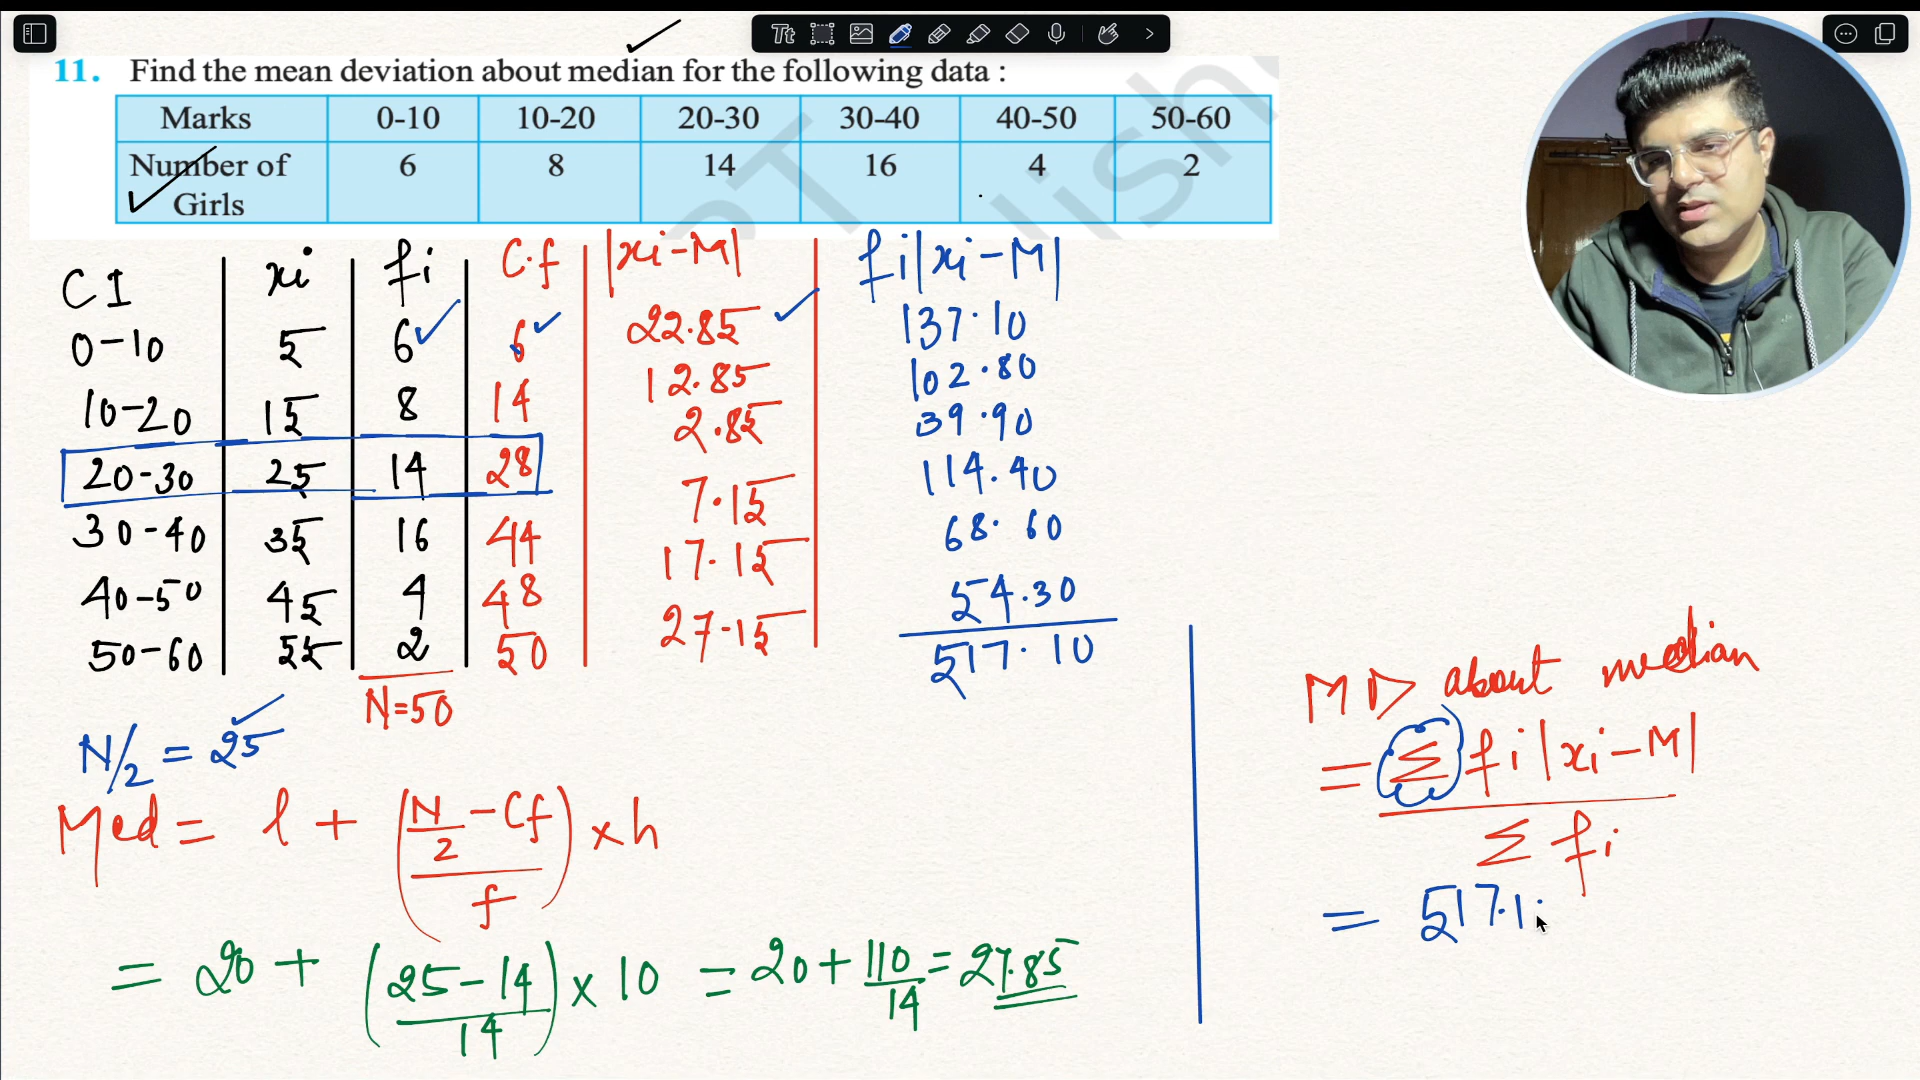 11. Find the mean deviation about median for the following data :
Marks 0-10 10-20 20-30 30-40 40-50 50-60
Number of Girls 6 8 14 16 4 2
CI xi fi C.f |xi-M| fi|xi-M|
0-10 5 6 6 22.85 137.10
10-20 15 8 14 12.85 102.80
20-30 25 14 28 2.85 39.90
30-40 35 16 44 7.15 114.40
40-50 45 4 48 17.15 68.60
50-60 55 2 50 27.15 54.30
N=50 517.10
N/2 = 25
Med = l + ((N/2 - Cf)/f) x h
= 20 + ((25-14)/14) x 10 = 20 + 110/14 = 27.85
MD about median
= Σ fi|xi-M| / Σ fi
= 517.1